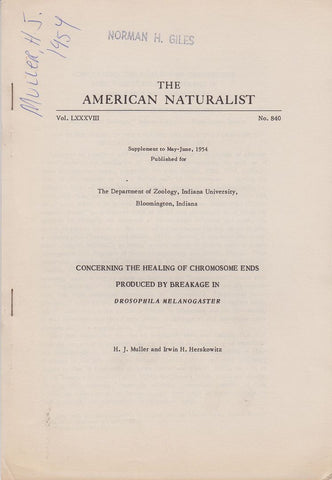 Muller, H J.
1954
NORMAN H. GILES
THE
AMERICAN NATURALIST
Vol. LXXXVIII No. 840
Supplement to May-June, 1954
Published for
The Department of Zoology, Indiana University,
Bloomington, Indiana
CONCERNING THE HEALING OF CHROMOSOME ENDS
PRODUCED BY BREAKAGE IN
DROSOPHILA MELANOGASTER
H. J. Muller and Irwin H. Herskowitz